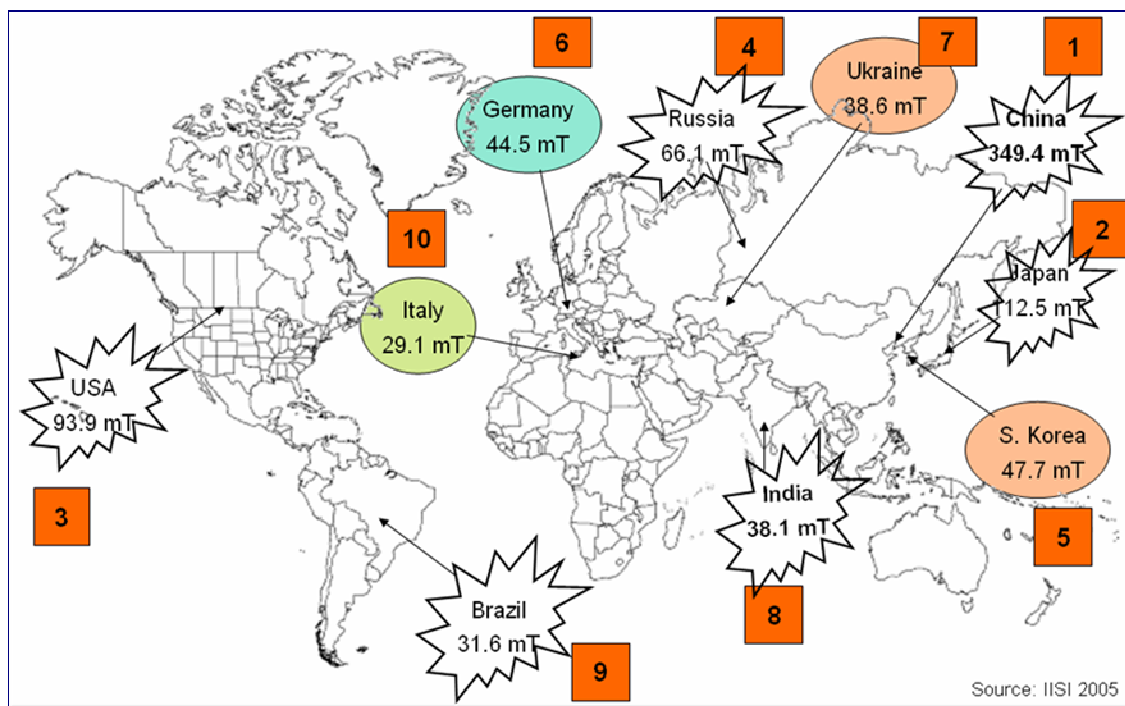 6
4
7
1
Germany
44.5 mT
Russia
66.1 mT
Ukraine
38.6 mT
China
349.4 mT
10
2
Italy
29.1 mT
Japan
12.5 mT
USA
93.9 mT
S. Korea
47.7 mT
3
India
38.1 mT
5
Brazil
31.6 mT
8
9
Source: IISI 2005